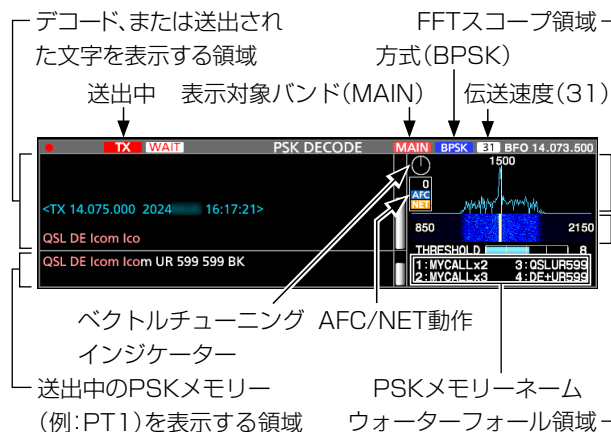 デコード、または送出され
た文字を表示する領域
FFTスコープ領域
方式(BPSK)
送出中
表示対象バンド(MAIN)
伝送速度(31)
TX WAIT PSK DECODE MAIN BPSK 31 BFO 14.073.500
1500
0
AFC
NET
<TX 14.075.000 2024 16:17:21>
850 2150
QSL DE Icom Ico
THRESHOLD 8
QSL DE Icom Icom UR 599 599 BK
1:MYCALLx2 3:QSLUR599
2:MYCALLx3 4:DE+UR599
ベクトルチューニング
インジケーター
AFC/NET動作
送出中のPSKメモリー
(例:PT1)を表示する領域
PSKメモリーネーム
ウォーターフォール領域